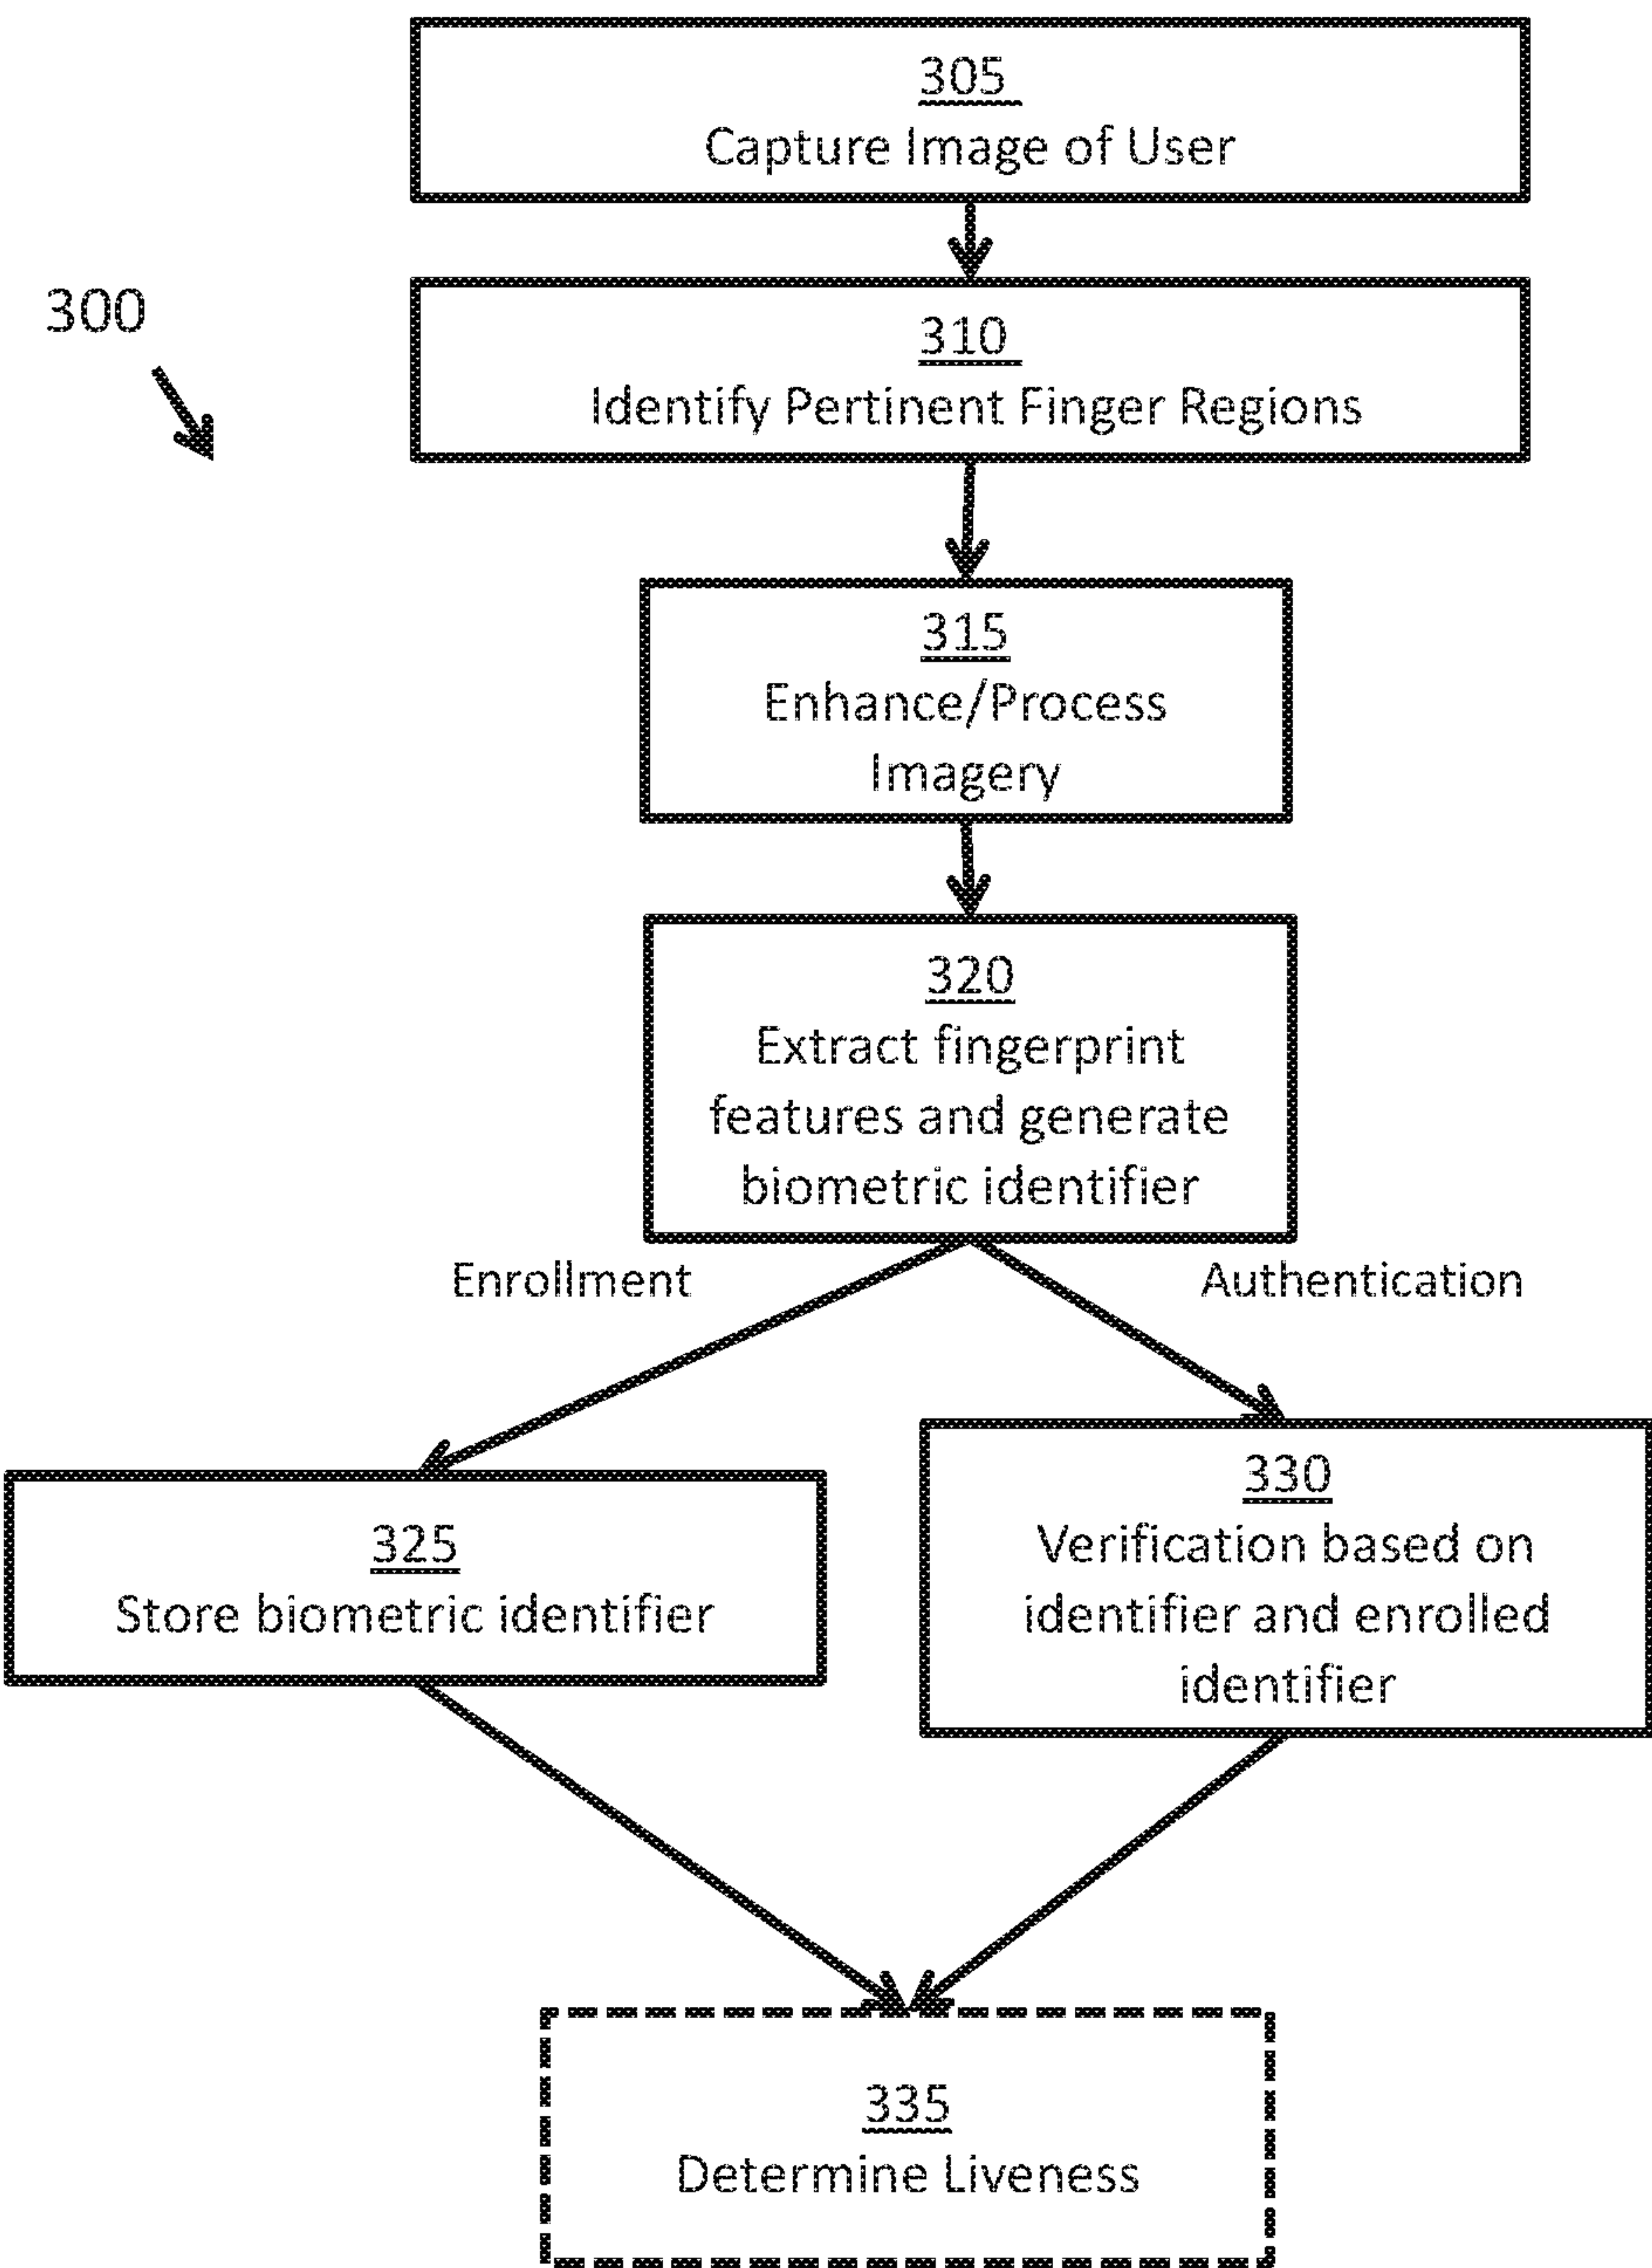 305
Capture Image of User
300
310
Identify Pertinent Finger Regions
315
Enhance/Process
Imagery
320
Extract fingerprint
features and generate
biometric identifier
Enrollment
Authentication
325
Store biometric identifier
330
Verification based on
identifier and enrolled
identifier
335
Determine Liveness